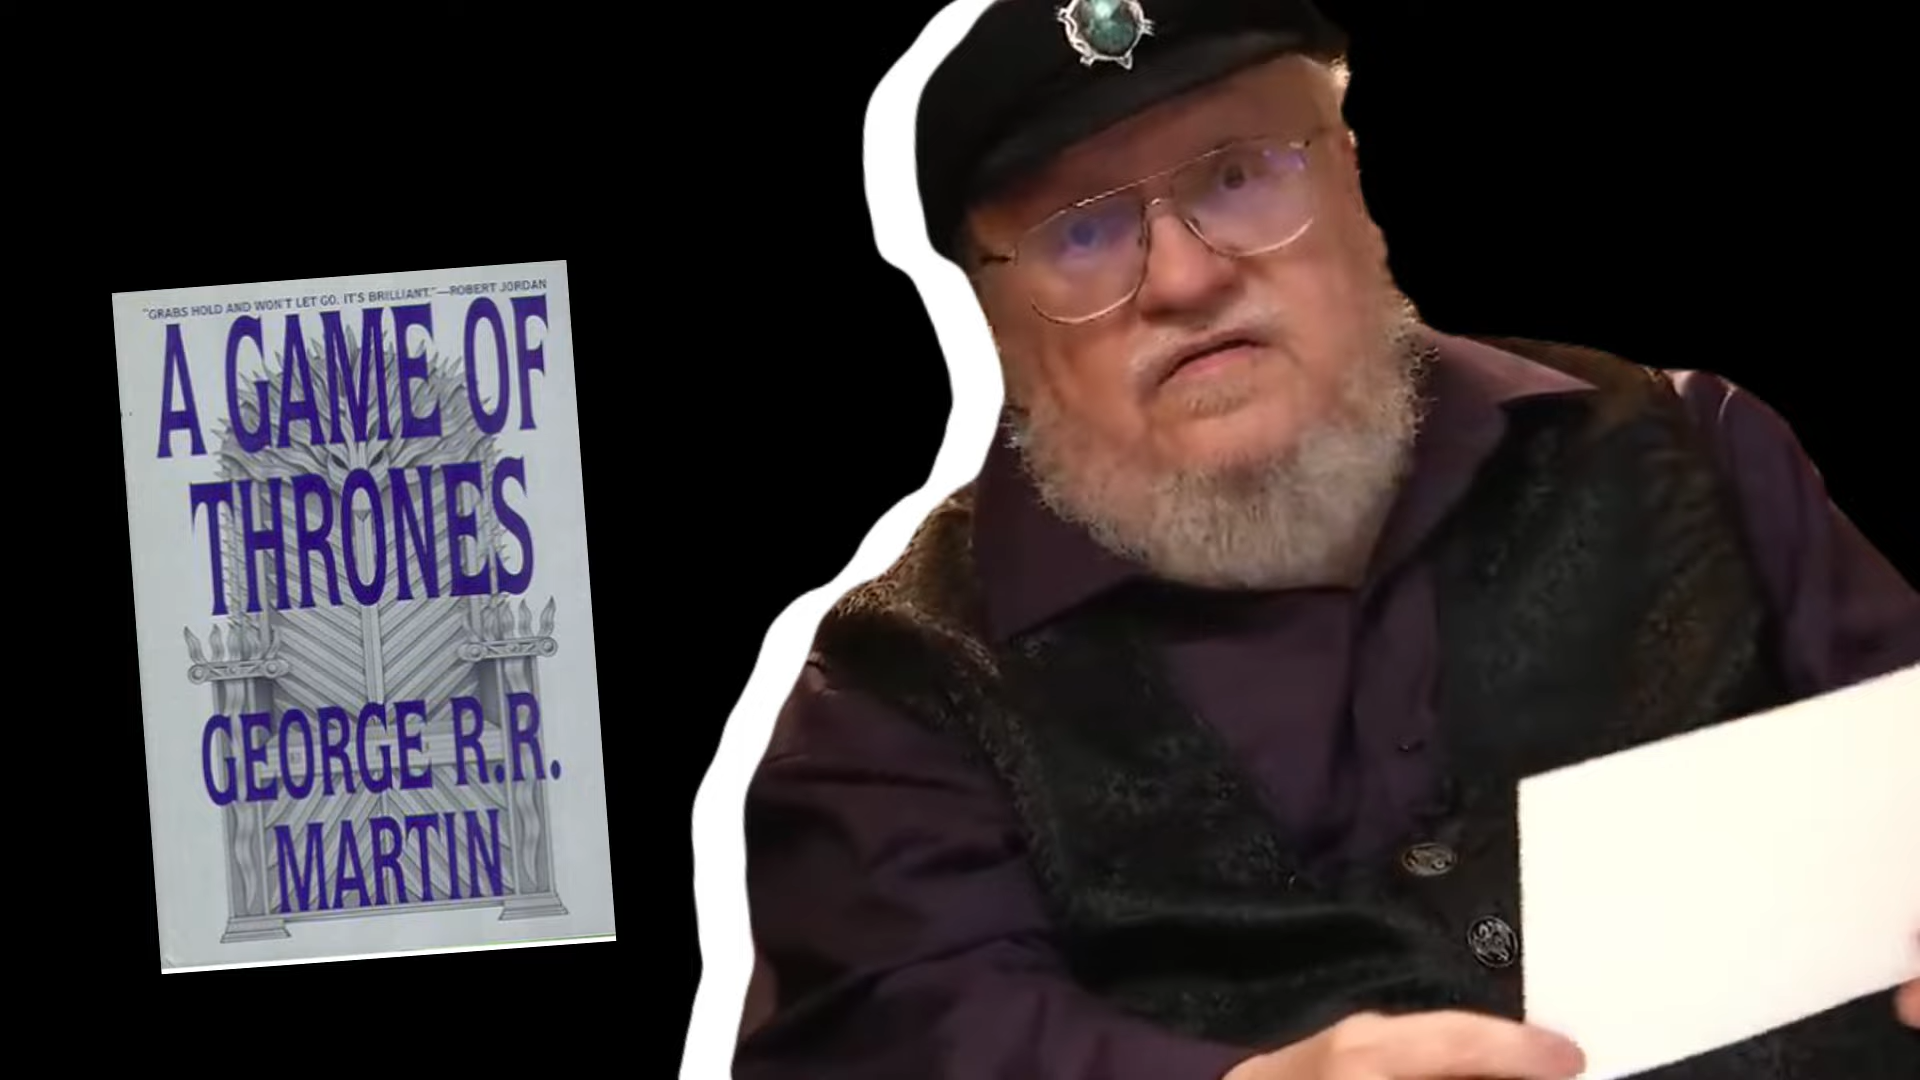 "GRABS HOLD AND WON'T LET GO. IT'S BRILLIANT."—ROBERT JORDAN
A GAME OF
THRONES
GEORGE R.R.
MARTIN